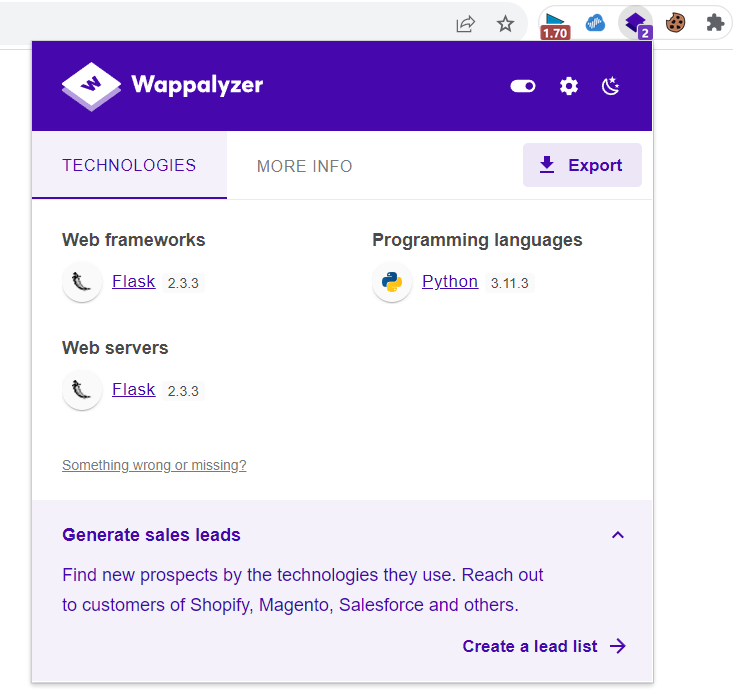 1.70
2
Wappalyzer
TECHNOLOGIES
MORE INFO
Export
Web frameworks
Flask 2.3.3
Programming languages
Python 3.11.3
Web servers
Flask 2.3.3
Something wrong or missing?
Generate sales leads
Find new prospects by the technologies they use. Reach out
to customers of Shopify, Magento, Salesforce and others.
Create a lead list